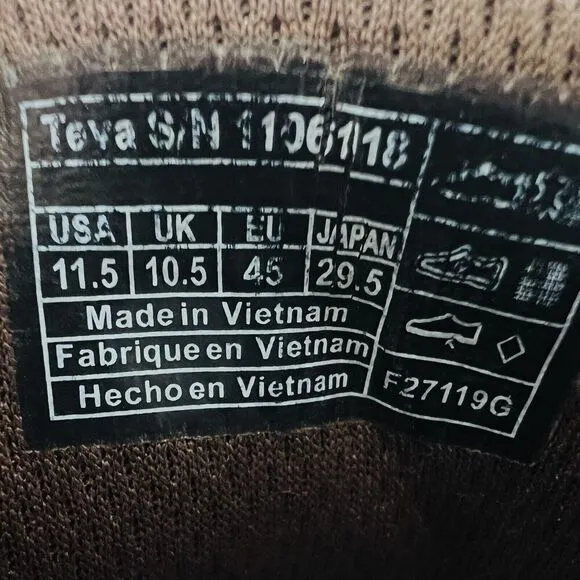 Teva S/N 1106118
USA UK EU JAPAN
11.5 10.5 45 29.5
Made in Vietnam
Fabrique en Vietnam
Hecho en Vietnam
F27119G